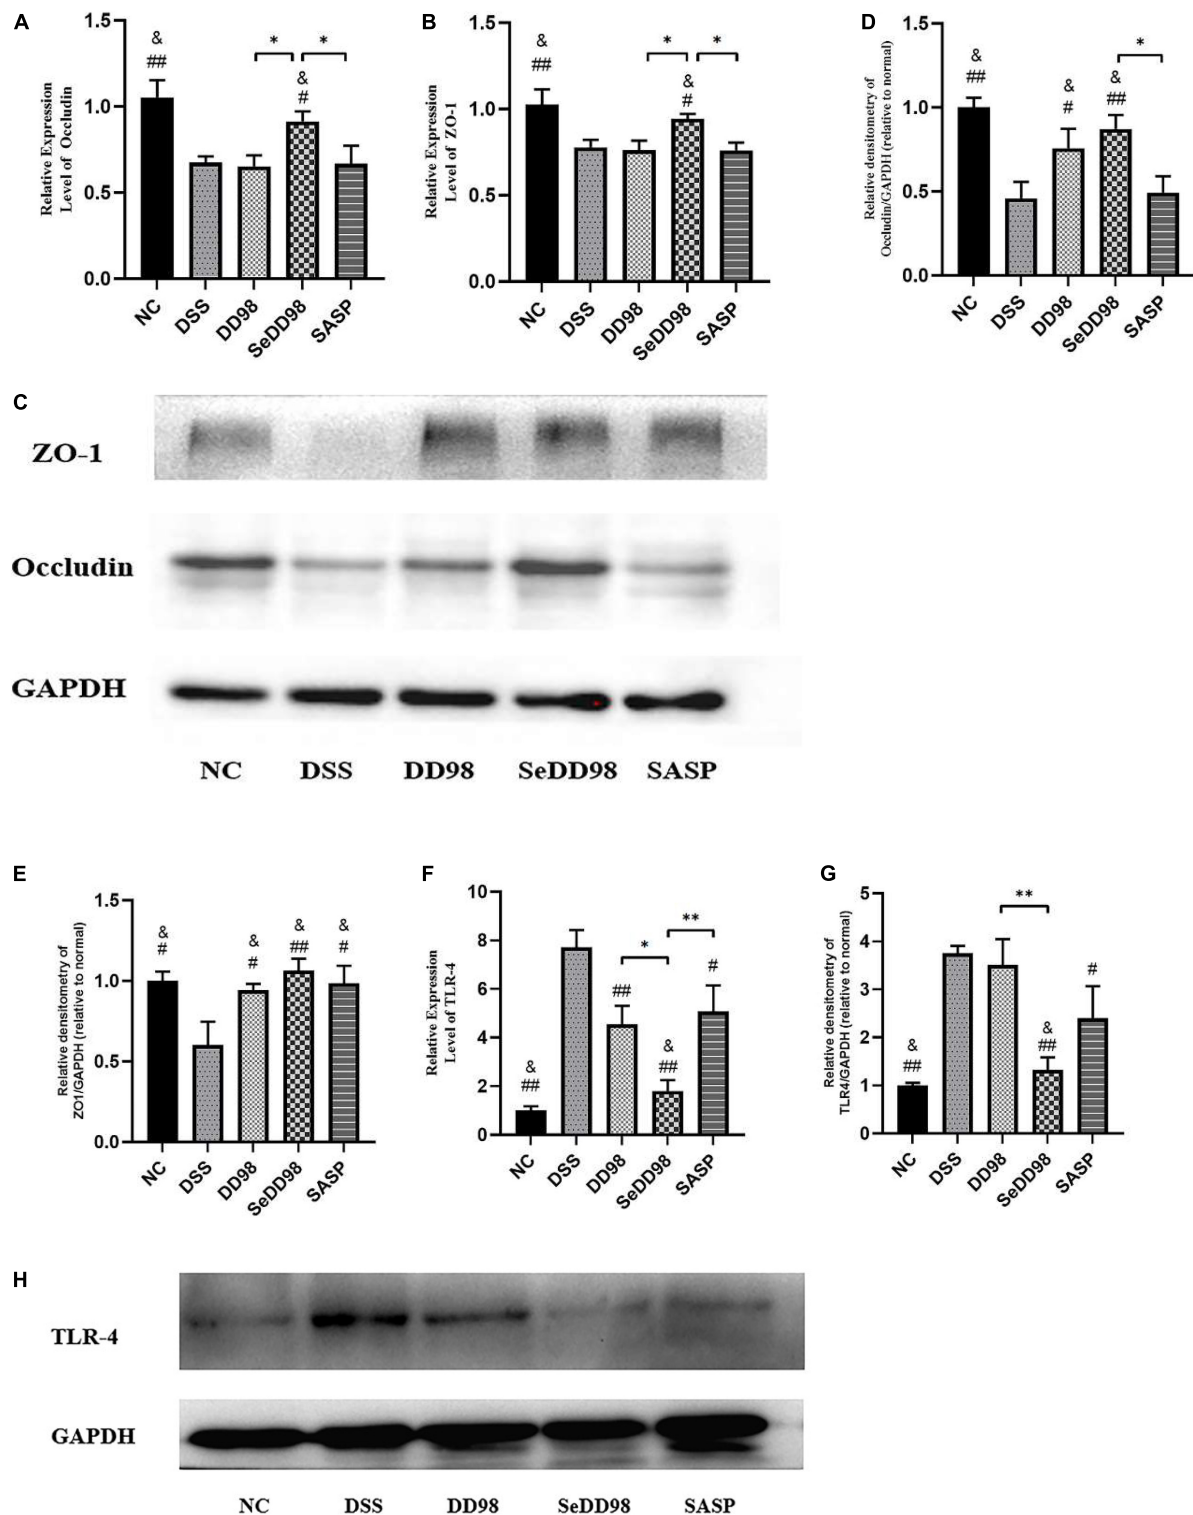 A
Relative Expression
Level of Occludin
1.5
1.0
0.5
0.0
&
##
*
*
&
#
NC
DSS
DD98
SeDD98
SASP
B
Relative Expression
Level of ZO-1
1.5
1.0
0.5
0.0
&
##
*
*
&
#
NC
DSS
DD98
SeDD98
SASP
D
Relative densitometry of
Occludin/GAPDH (relative to normal)
1.5
1.0
0.5
0.0
&
##
&
#
&
##
*
NC
DSS
DD98
SeDD98
SASP
C
ZO-1
Occludin
GAPDH
NC DSS DD98 SeDD98 SASP
E
Relative densitometry of
ZO1/GAPDH (relative to normal)
1.5
1.0
0.5
0.0
&
#
&
#
&
##
&
#
NC
DSS
DD98
SeDD98
SASP
F
Relative Expression
Level of TLR-4
10
8
6
4
2
0
&
##
##
*
&
##
**
#
NC
DSS
DD98
SeDD98
SASP
G
Relative densitometry of
TLR4/GAPDH (relative to normal)
5
4
3
2
1
0
&
##
**
&
##
#
NC
DSS
DD98
SeDD98
SASP
H
TLR-4
GAPDH
NC DSS DD98 SeDD98 SASP